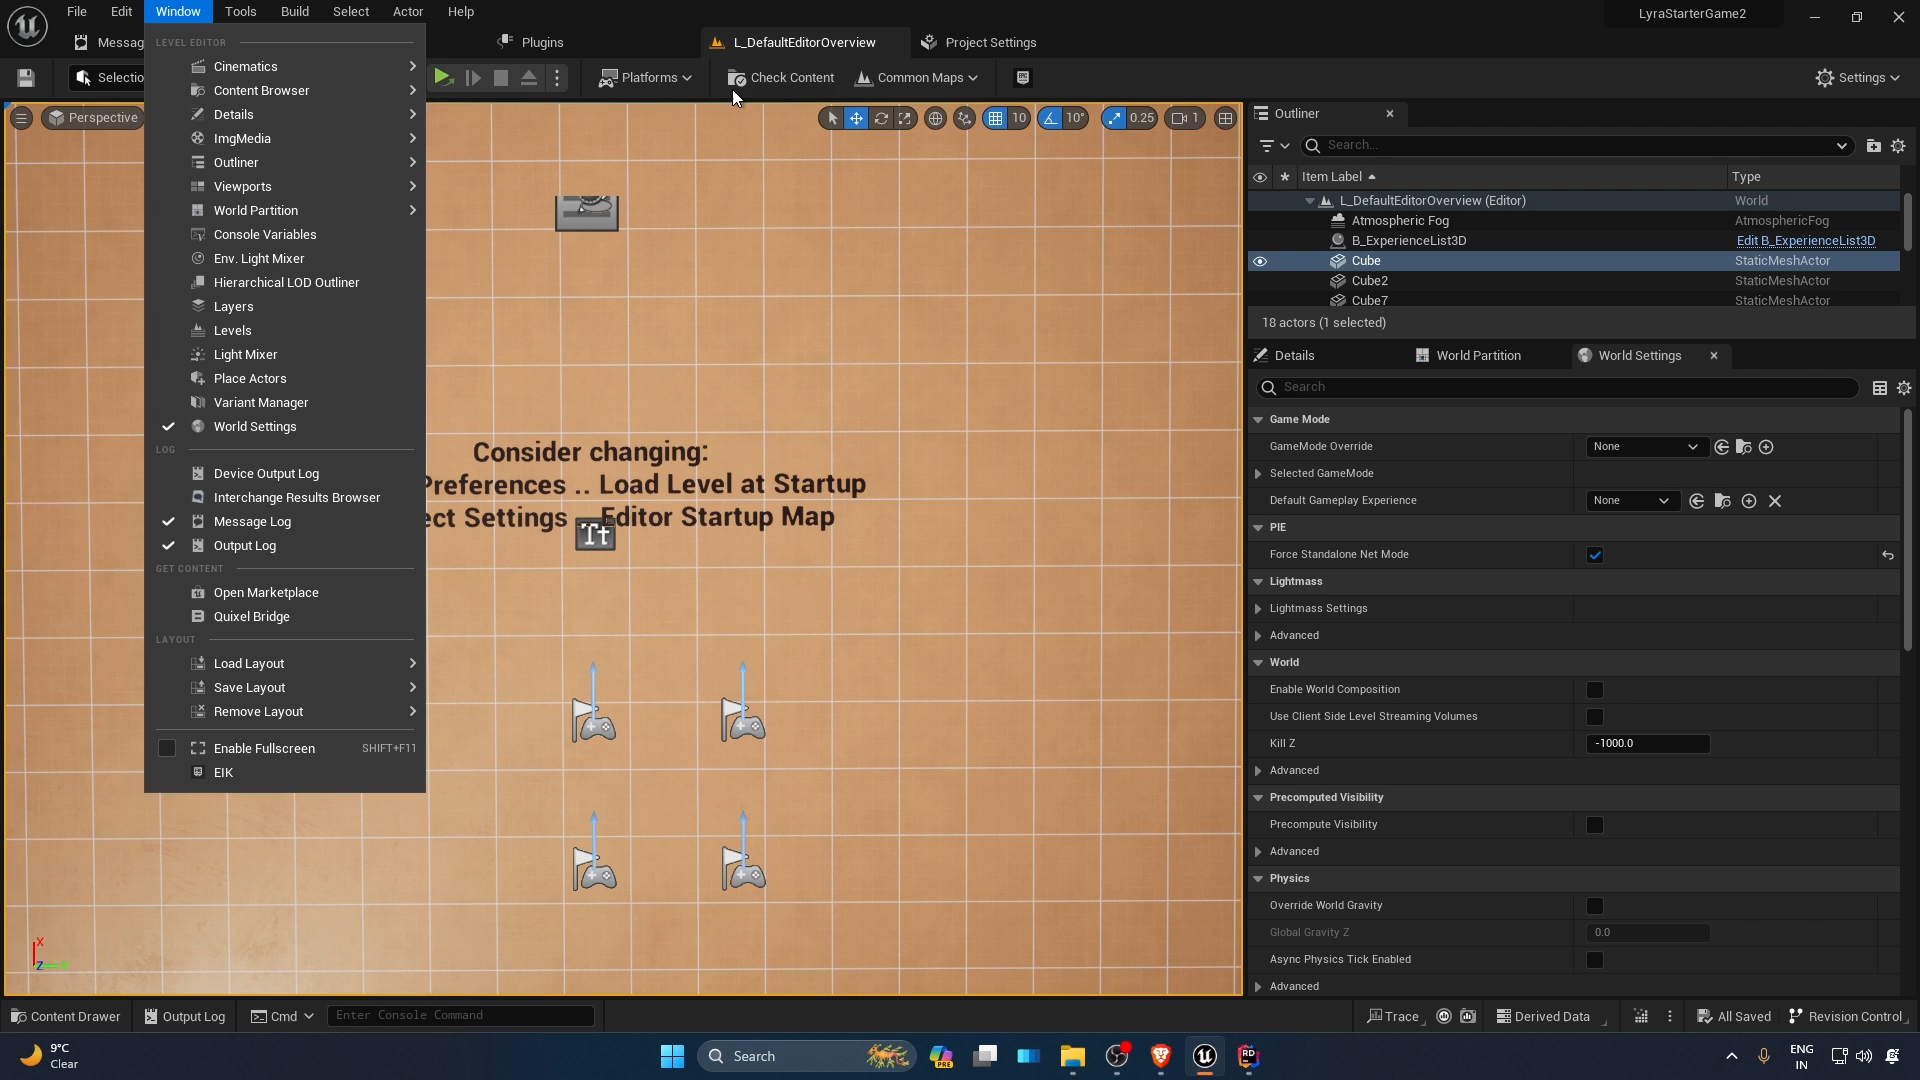 File Edit Window Tools Build Select Actor Help
LyraStarterGame2
Messag
Plugins
L_DefaultEditorOverview
Project Settings
Selectio
Platforms
Check Content
Common Maps
Settings
LEVEL EDITOR
Cinematics
Content Browser
Details
ImgMedia
Outliner
Viewports
World Partition
Console Variables
Env. Light Mixer
Hierarchical LOD Outliner
Layers
Levels
Light Mixer
Place Actors
Variant Manager
World Settings
LOG
Device Output Log
Interchange Results Browser
Message Log
Output Log
GET CONTENT
Open Marketplace
Quixel Bridge
LAYOUT
Load Layout
Save Layout
Remove Layout
Enable Fullscreen SHIFT+F11
EIK
Perspective
10 10° 0.25 1
Consider changing:
Preferences .. Load Level at Startup
ect Settings .. Editor Startup Map
Tt
X
Z
Outliner
Search...
Item Label Type
L_DefaultEditorOverview (Editor) World
Atmospheric Fog AtmosphericFog
B_ExperienceList3D Edit B_ExperienceList3D
Cube StaticMeshActor
Cube2 StaticMeshActor
Cube7 StaticMeshActor
18 actors (1 selected)
Details World Partition World Settings
Search
Game Mode
GameMode Override None
Selected GameMode
Default Gameplay Experience None
PIE
Force Standalone Net Mode
Lightmass
Lightmass Settings
Advanced
World
Enable World Composition
Use Client Side Level Streaming Volumes
Kill Z -1000.0
Advanced
Precomputed Visibility
Precompute Visibility
Advanced
Physics
Override World Gravity
Global Gravity Z 0.0
Async Physics Tick Enabled
Advanced
Content Drawer Output Log Cmd Enter Console Command
Trace Derived Data All Saved Revision Control
9°C
Clear
Search
PRE
RD
ENG
IN